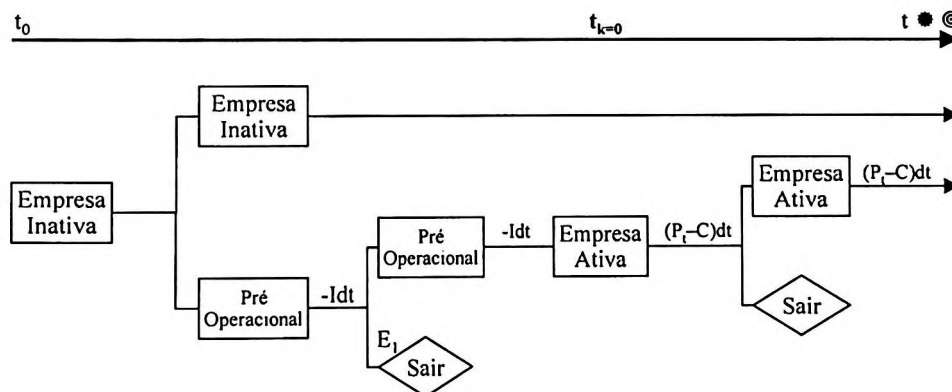 t0
tk=0
t
Empresa
Inativa
Empresa
Inativa
Pré
Operacional
-Idt
Pré
Operacional
-Idt
Empresa
Ativa
(Pt–C)dt
Empresa
Ativa
(Pt–C)dt
E1
Sair
Sair